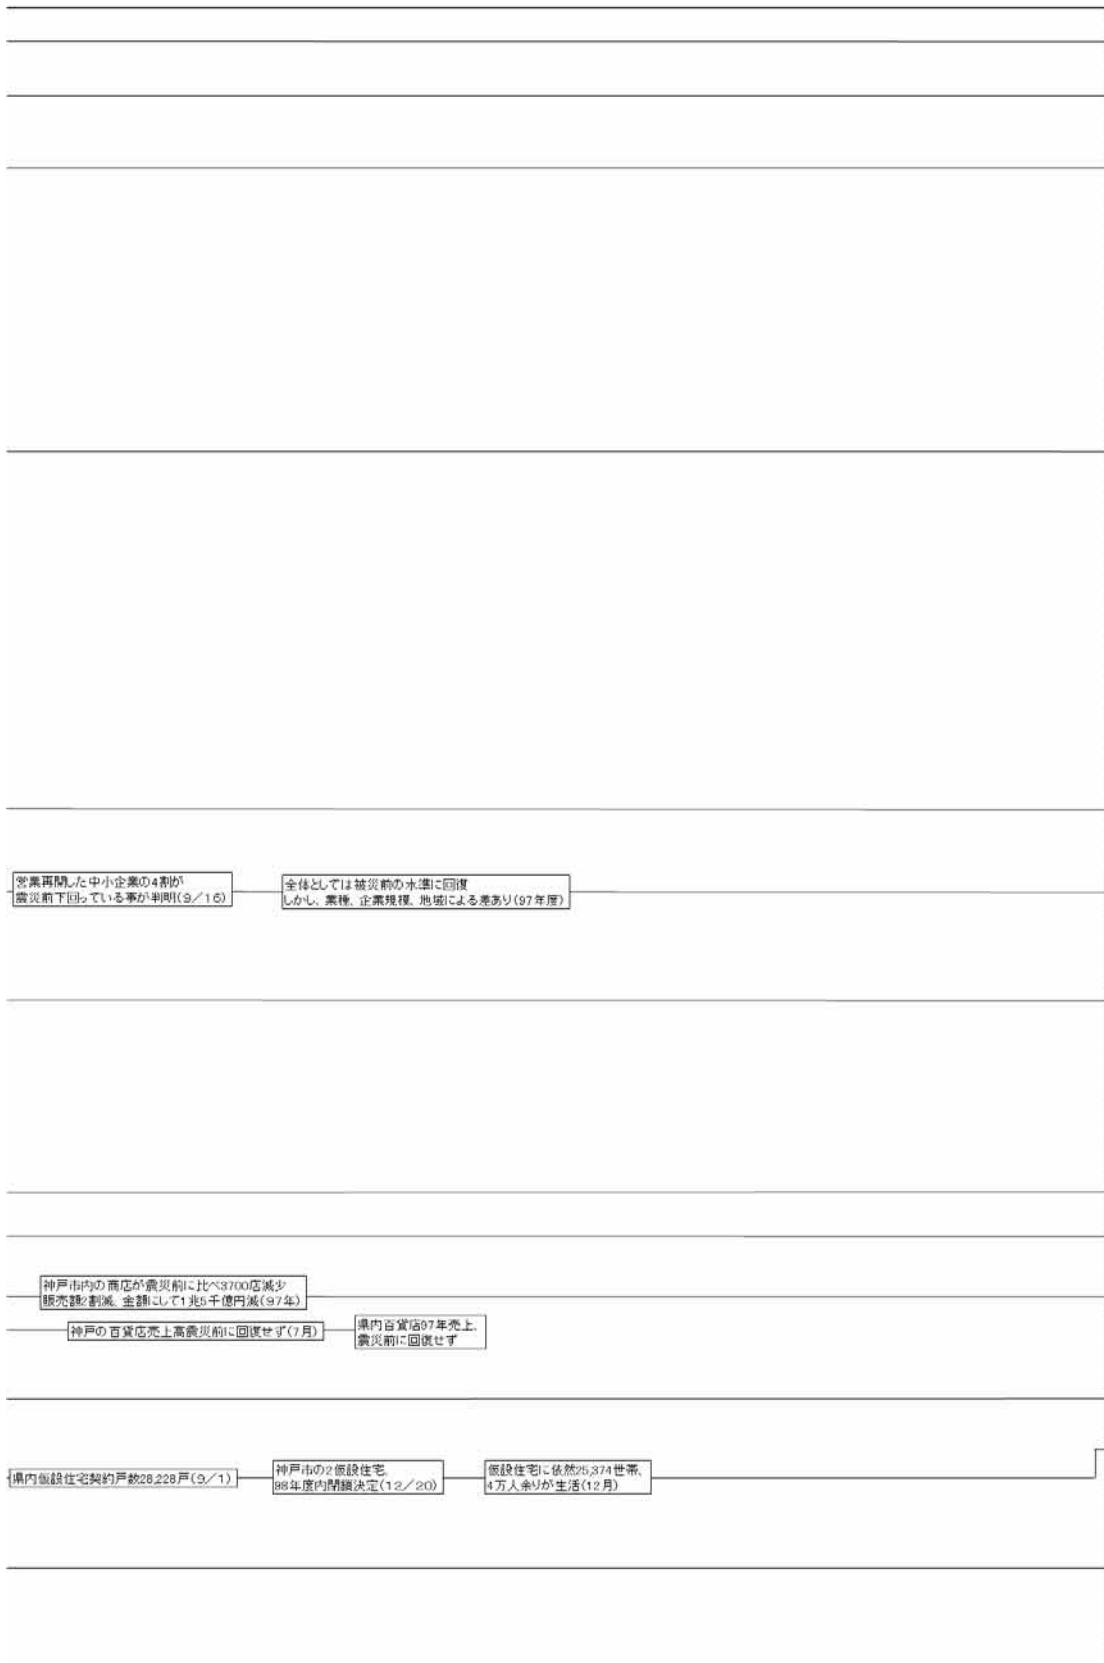 営業再開した中小企業の4割が
震災前下回っている事が判明(9／16)
全体としては被災前の水準に回復
しかし、業種、企業規模、地域による差あり(97年度)
神戸市内の商店が震災前に比べ3700店減少
販売額2割減、金額にして1兆5千億円減(97年)
神戸の百貨店売上高震災前に回復せず(7月)
県内百貨店97年売上、
震災前に回復せず
県内仮設住宅契約戸数28,228戸(9／1)
神戸市の2仮設住宅、
98年度内閉鎖決定(12／20)
仮設住宅に依然25,374世帯、
4万人余りが生活(12月)